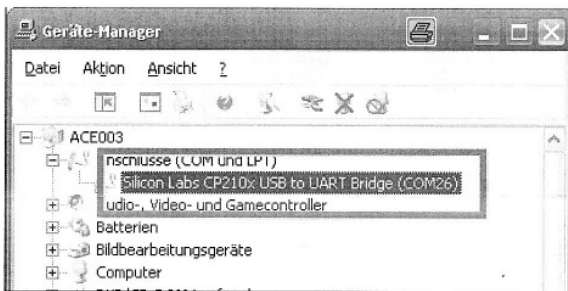 Geräte-Manager
Datei Aktion Ansicht ?
ACE003
nschlüsse (COM und LPT)
Silicon Labs CP210x USB to UART Bridge (COM26)
udio-, Video- und Gamecontroller
Batterien
Bildbearbeitungsgeräte
Computer